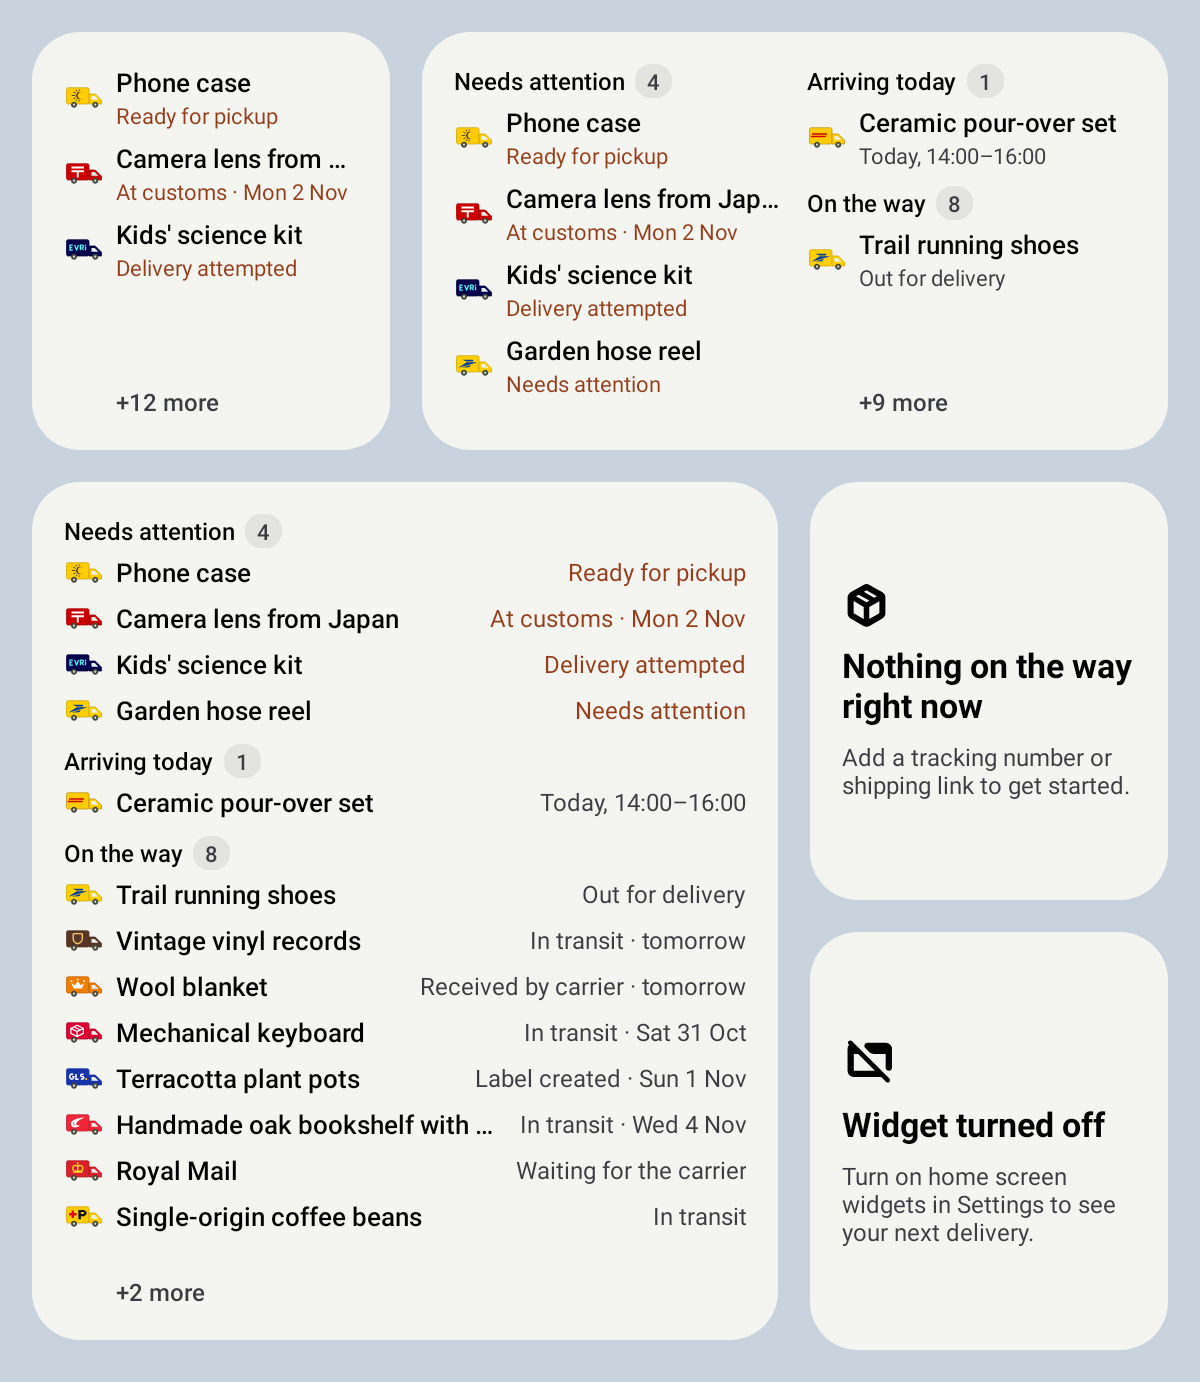 Phone case
Ready for pickup
Camera lens from ...
At customs · Mon 2 Nov
EVRi
Kids' science kit
Delivery attempted
+12 more
Needs attention 4
Phone case
Ready for pickup
Camera lens from Jap...
At customs · Mon 2 Nov
EVRi
Kids' science kit
Delivery attempted
Garden hose reel
Needs attention
Arriving today 1
Ceramic pour-over set
Today, 14:00–16:00
On the way 8
Trail running shoes
Out for delivery
+9 more
Needs attention 4
Phone case Ready for pickup
Camera lens from Japan At customs · Mon 2 Nov
EVRi Kids' science kit Delivery attempted
Garden hose reel Needs attention
Arriving today 1
Ceramic pour-over set Today, 14:00–16:00
On the way 8
Trail running shoes Out for delivery
Vintage vinyl records In transit · tomorrow
Wool blanket Received by carrier · tomorrow
Mechanical keyboard In transit · Sat 31 Oct
GLS. Terracotta plant pots Label created · Sun 1 Nov
Handmade oak bookshelf with ... In transit · Wed 4 Nov
Royal Mail Waiting for the carrier
+P Single-origin coffee beans In transit
+2 more
Nothing on the way
right now
Add a tracking number or
shipping link to get started.
Widget turned off
Turn on home screen
widgets in Settings to see
your next delivery.